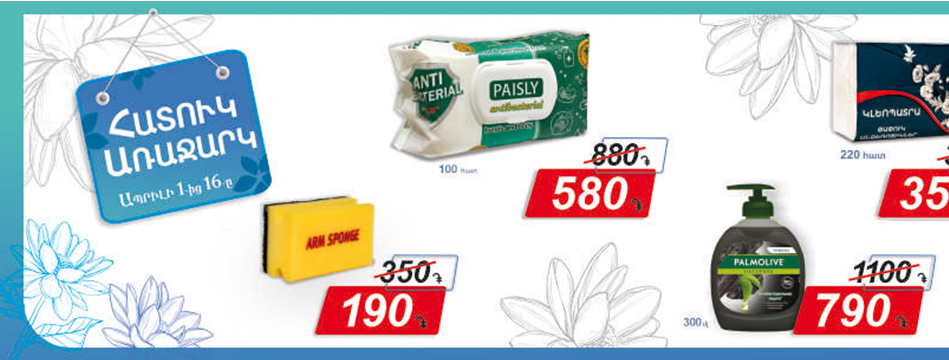 ՀԱՏՈՒԿ
ԱՌԱՋԱՐԿ
ԱՊՐԻԼԻ 1-ից 16-ը
ANTI
PAISLY
antibacterial
100 հատ
880֏
580֏
ARM SPONGE
350֏
190֏
ԿԼԵՈՊԱՏՐԱ
220 հատ
35
PALMOLIVE
300մլ
1100֏
790֏